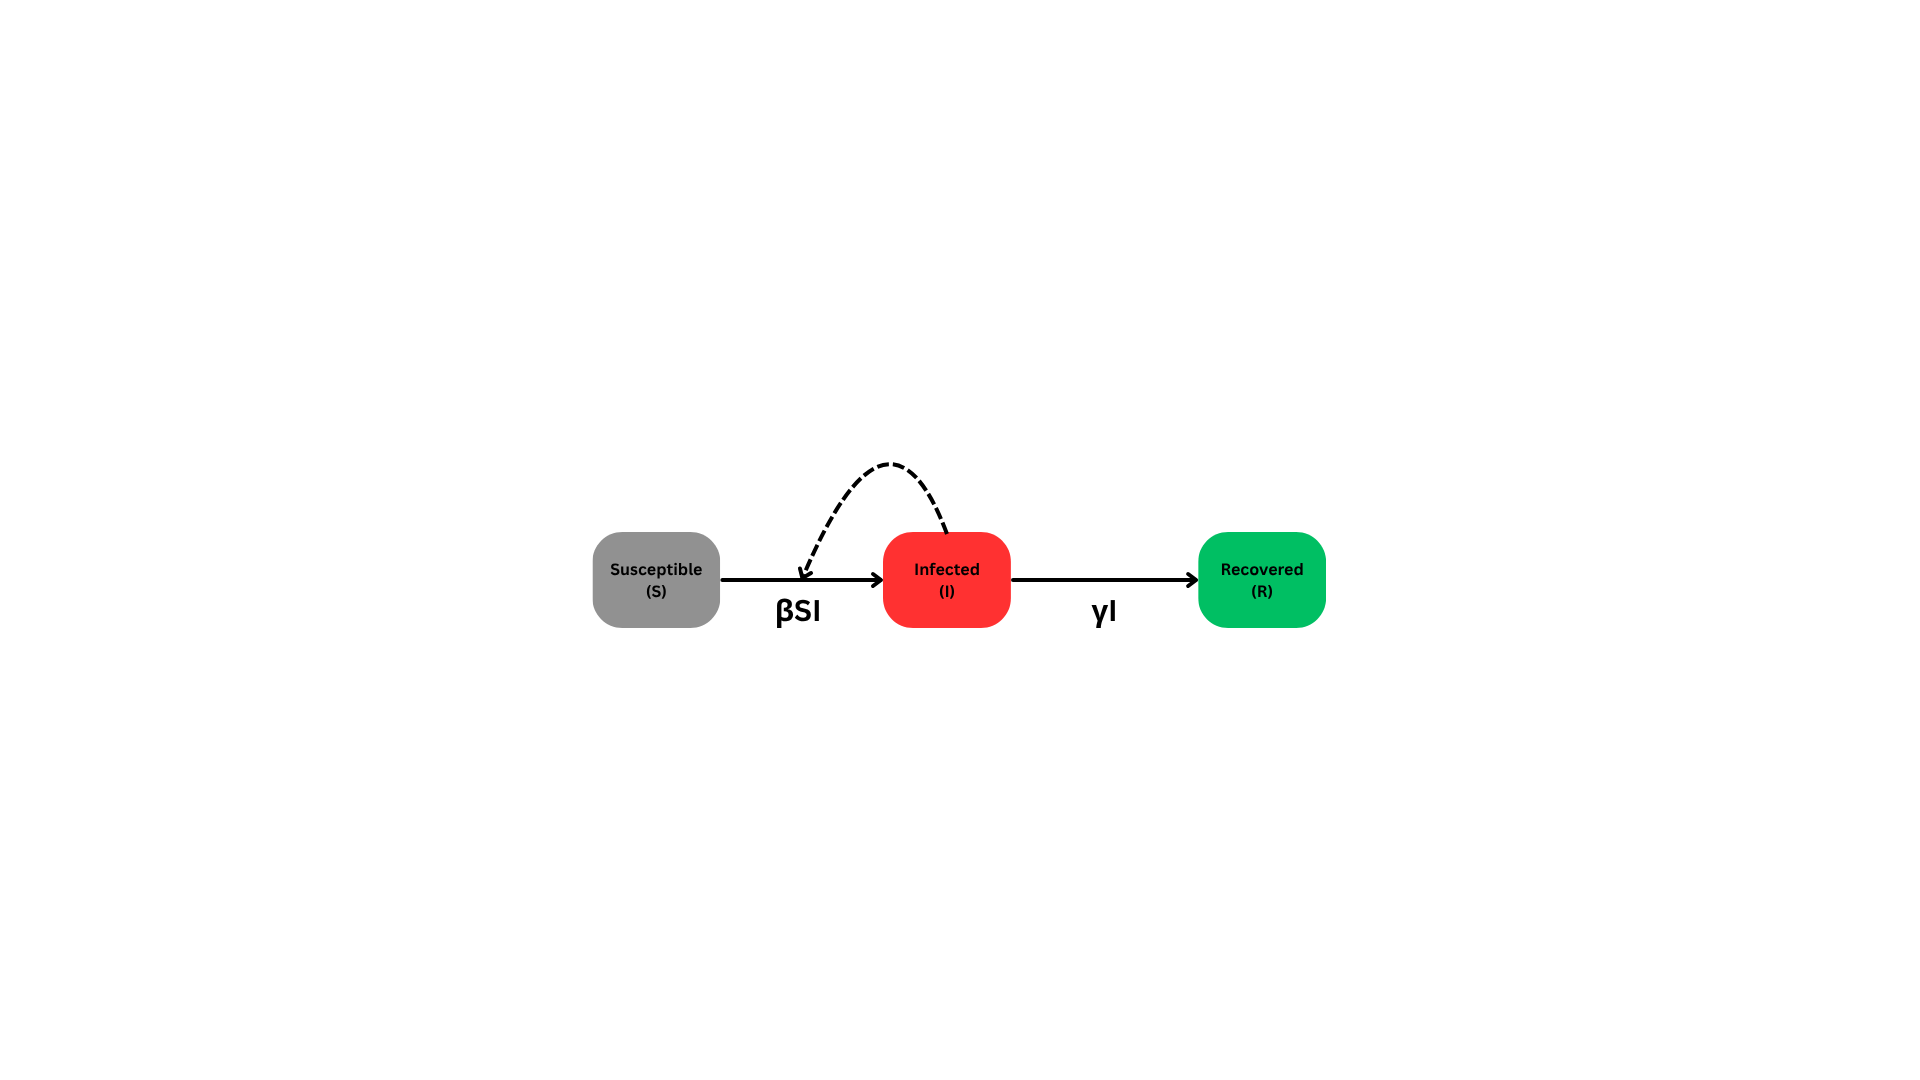 Susceptible
(S)
βSI
Infected
(I)
γI
Recovered
(R)